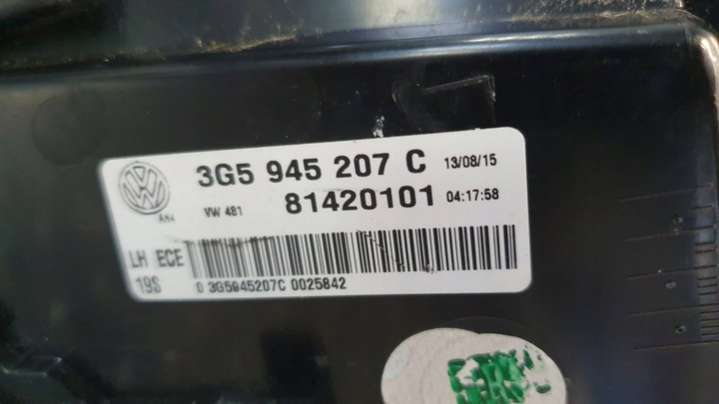 3G5 945 207 C 13/08/15
VW 481 81420101 04:17:58
LH ECE
19S
0 3G5945207C 0025842